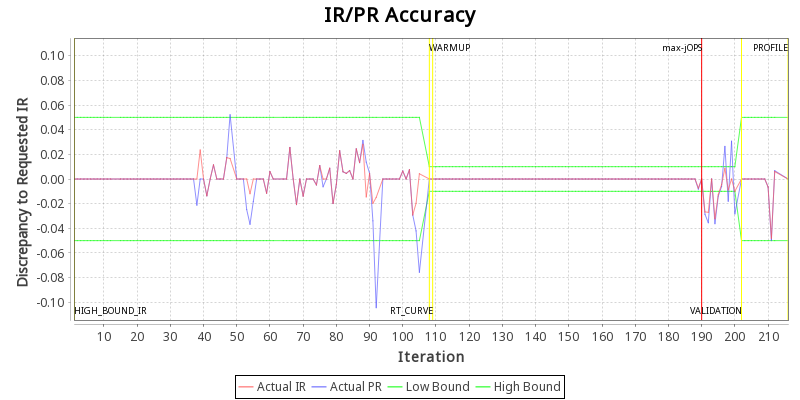 IR/PR Accuracy
WARMUP
max-jOPS
PROFILE
0.10
0.08
0.06
0.04
0.02
0.00
-0.02
-0.04
-0.06
-0.08
-0.10
Discrepancy to Requested IR
HIGH_BOUND_IR
RT_CURVE
VALIDATION
10 20 30 40 50 60 70 80 90 100 110 120 130 140 150 160 170 180 190 200 210
Iteration
Actual IR Actual PR Low Bound High Bound